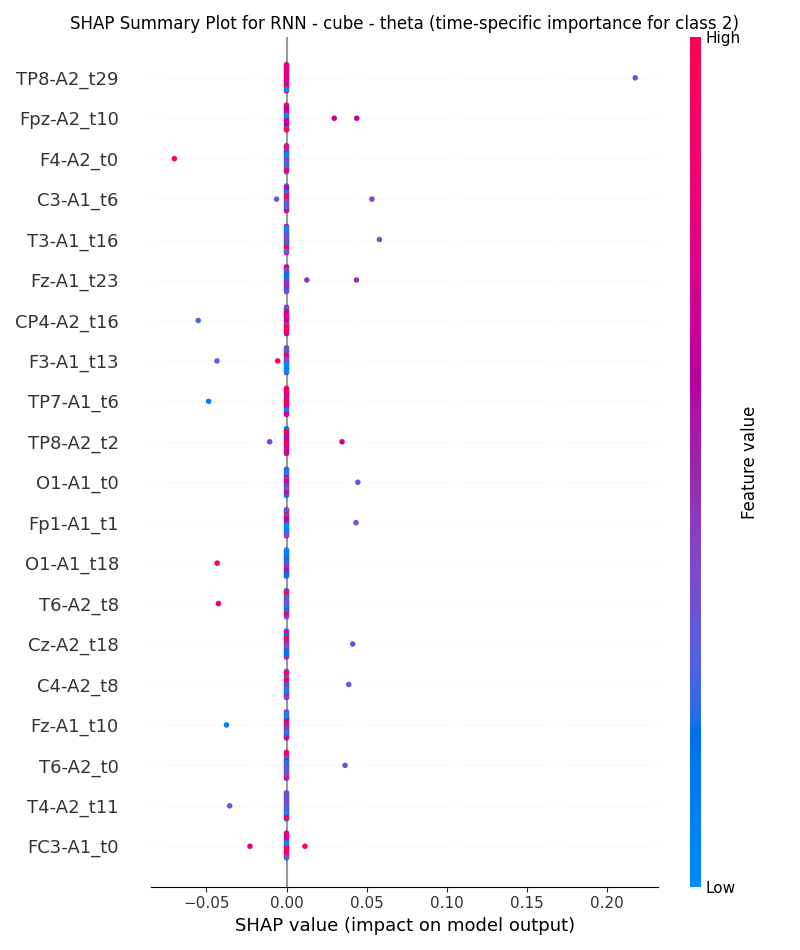 SHAP Summary Plot for RNN - cube - theta (time-specific importance for class 2)
High
TP8-A2_t29
Fpz-A2_t10
F4-A2_t0
C3-A1_t6
T3-A1_t16
Fz-A1_t23
CP4-A2_t16
F3-A1_t13
TP7-A1_t6
TP8-A2_t2
O1-A1_t0
Fp1-A1_t1
O1-A1_t18
T6-A2_t8
Cz-A2_t18
C4-A2_t8
Fz-A1_t10
T6-A2_t0
T4-A2_t11
FC3-A1_t0
Feature value
Low
−0.05 0.00 0.05 0.10 0.15 0.20
SHAP value (impact on model output)